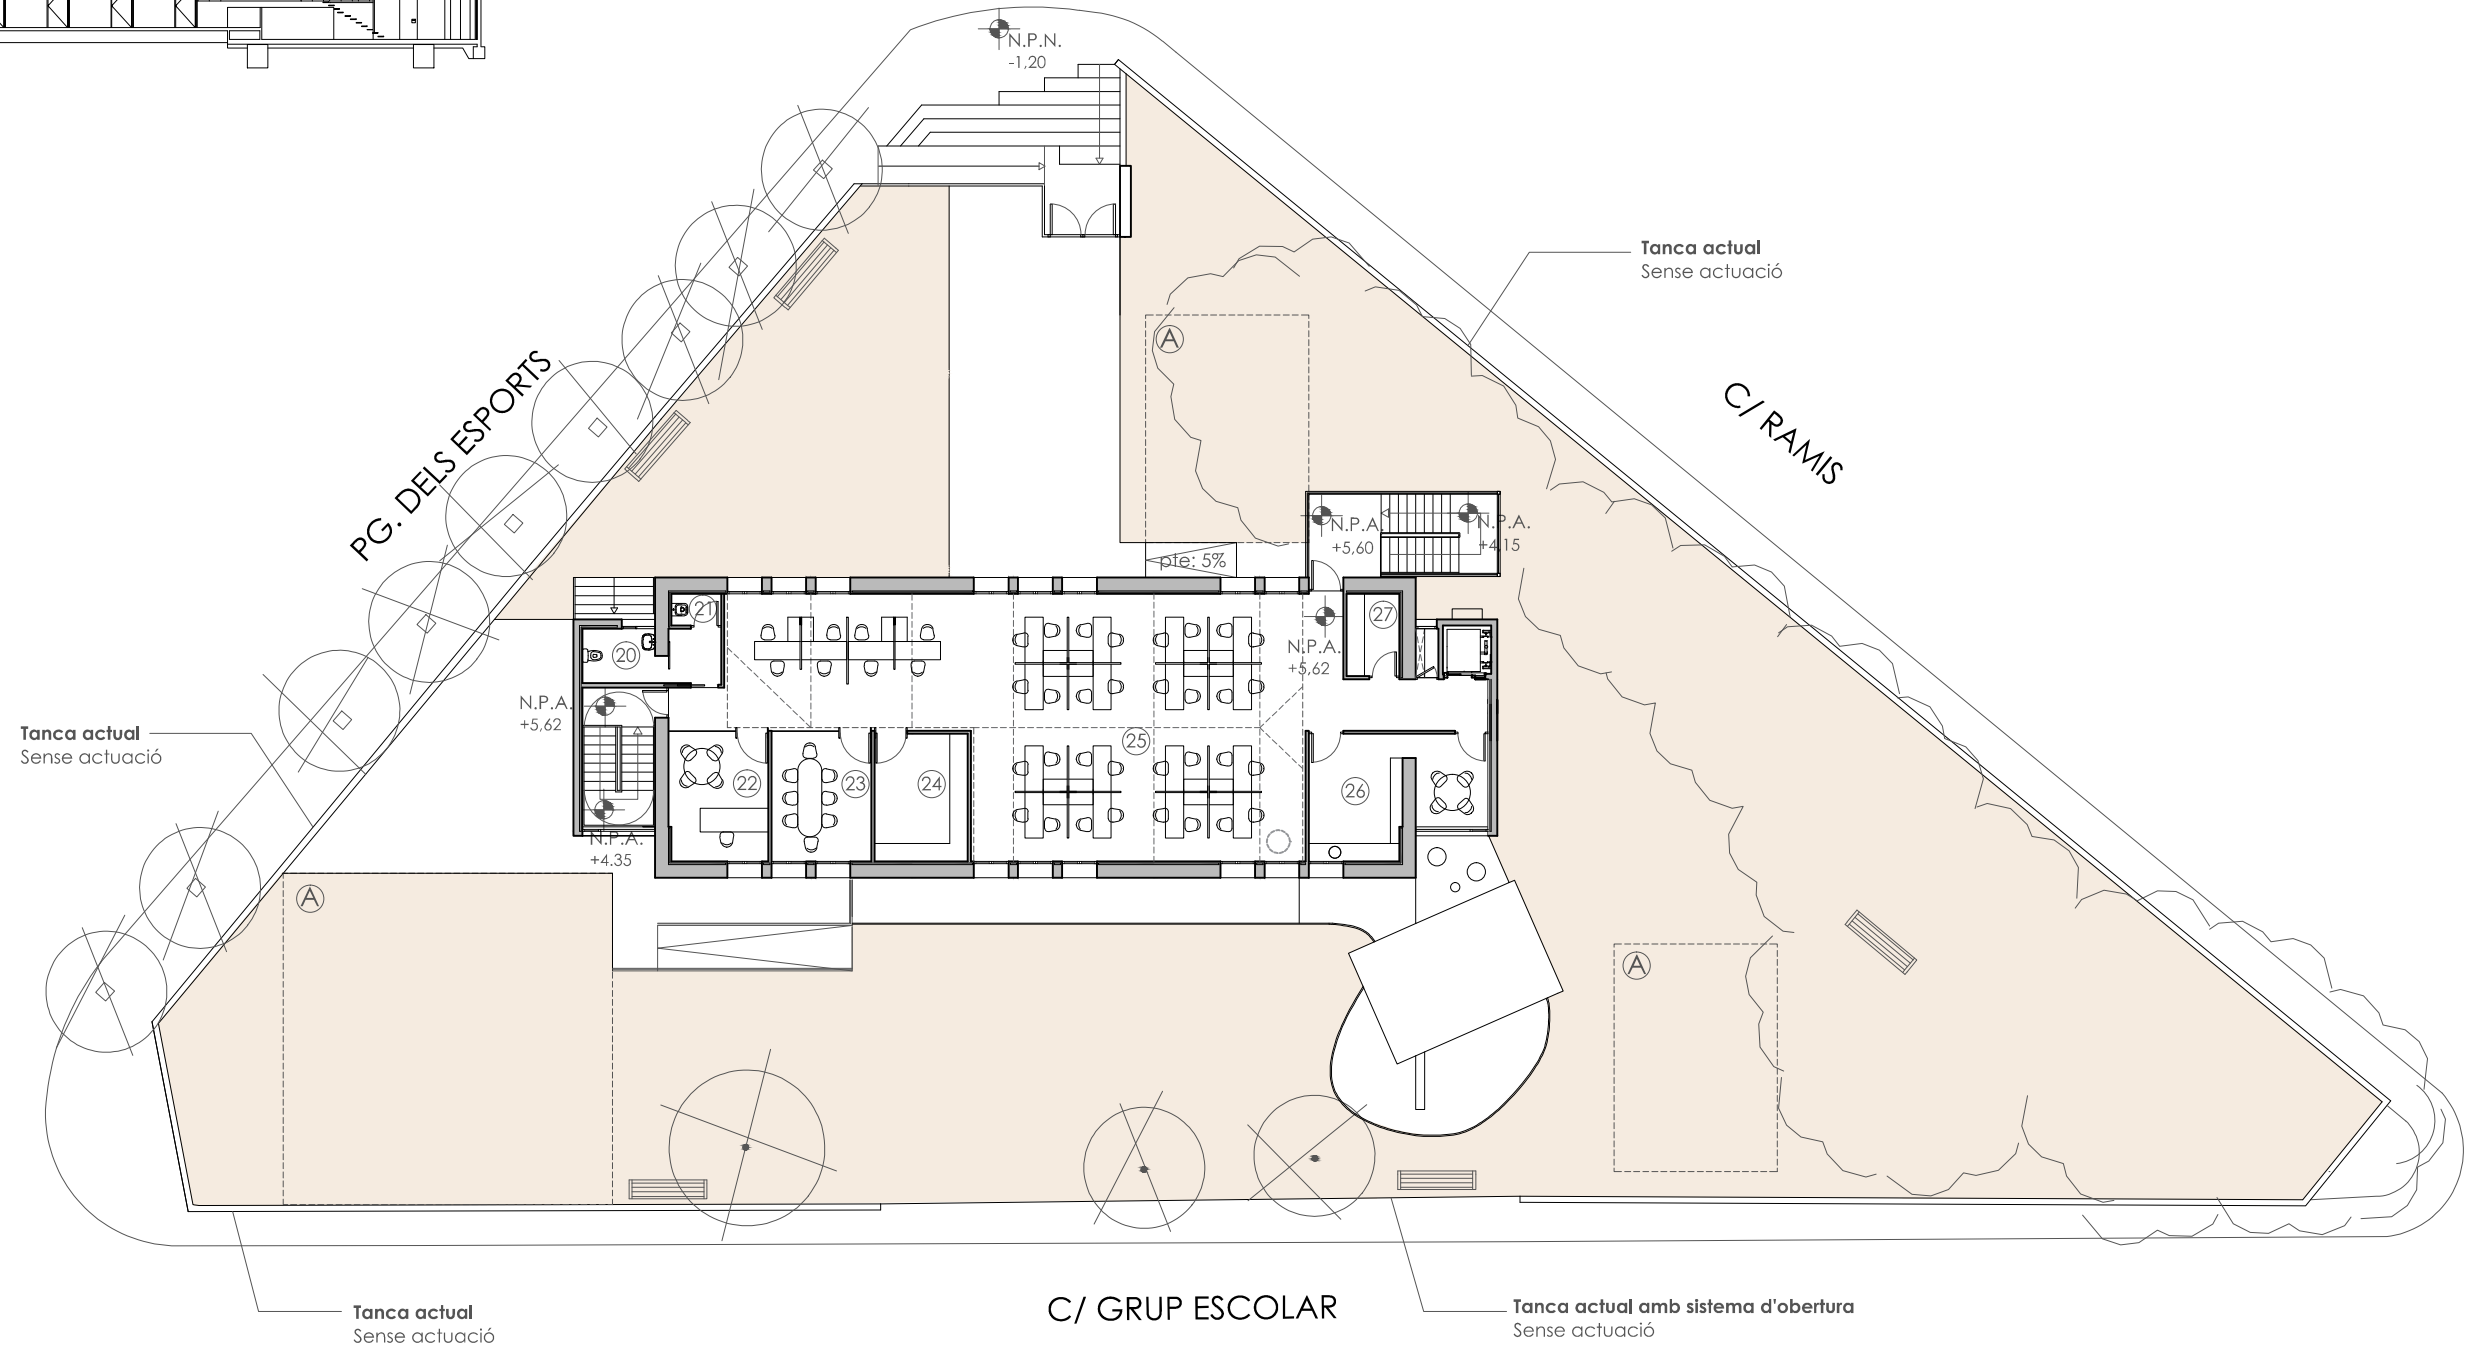 N.P.N.
-1,20
Tanca actual
Sense actuació
A
PG. DELS ESPORTS
C/ RAMIS
N.P.A.
+5,60
N.P.A.
+4,15
pte: 5%
21
27
20
N.P.A.
+5,62
N.P.A.
+5,62
Tanca actual
Sense actuació
25
22
23
24
26
N.P.A.
+4.35
A
A
C/ GRUP ESCOLAR
Tanca actual
Sense actuació
Tanca actual amb sistema d'obertura
Sense actuació